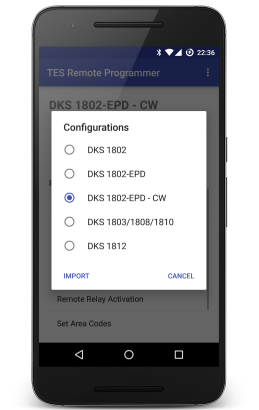 22:36
TES Remote Programmer
DKS 1802-EPD - CW
Configurations
DKS 1802
DKS 1802-EPD
DKS 1802-EPD - CW
DKS 1803/1808/1810
DKS 1812
IMPORT CANCEL
Remote Relay Activation
Set Area Codes